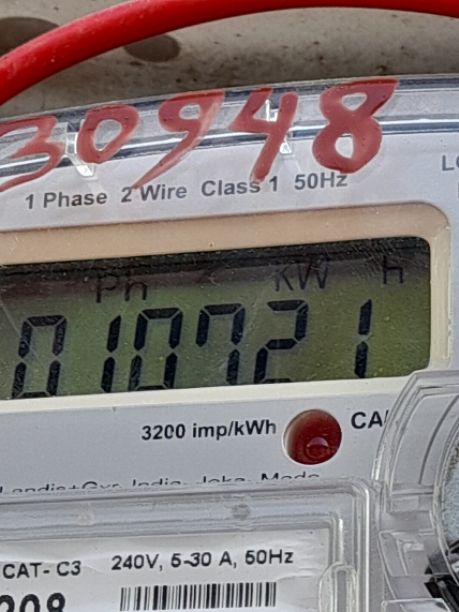 30948
1 Phase 2 Wire Class 1 50Hz
Ph KW h
010721
3200 imp/kWh
CAT- C3 240V, 5-30 A, 50Hz